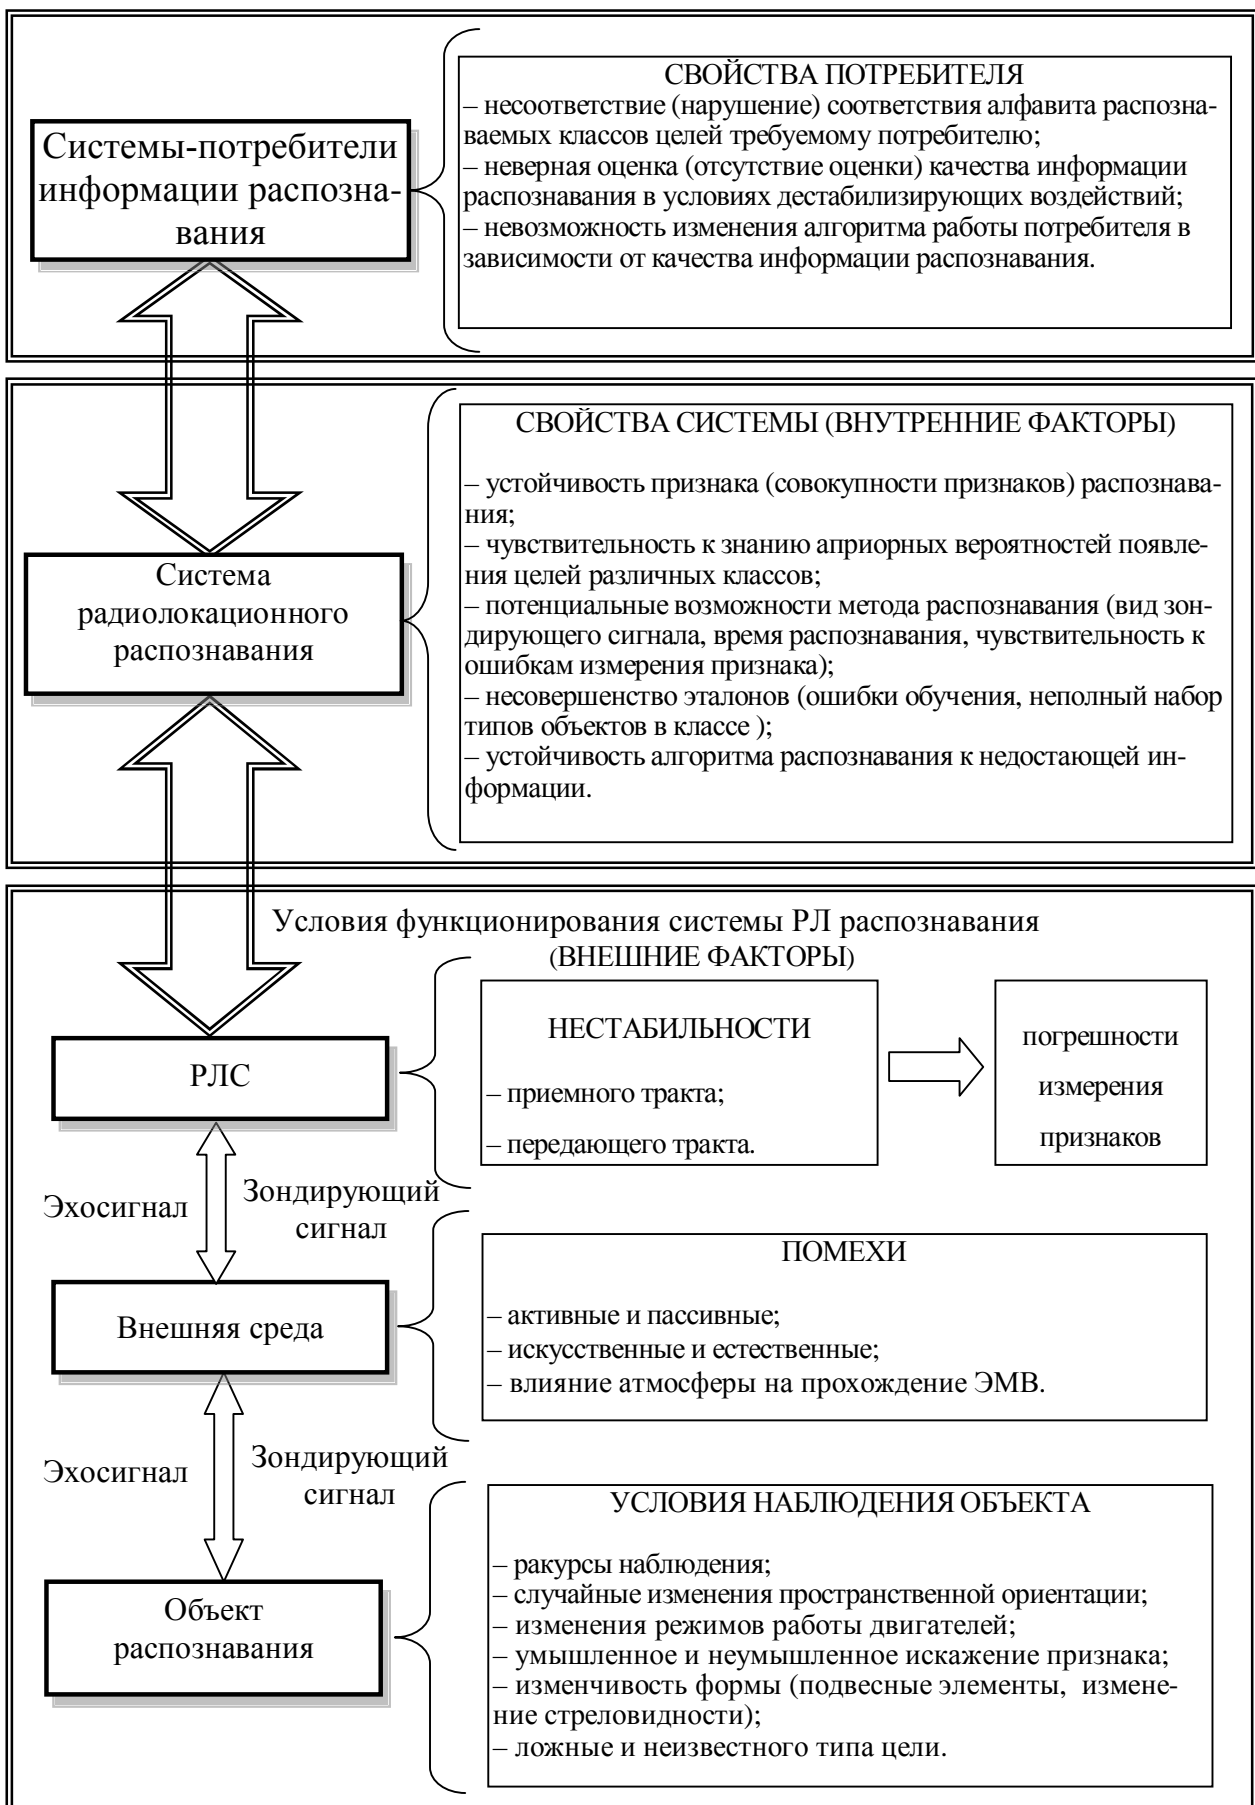 Системы-потребители
информации распозна-
вания
СВОЙСТВА ПОТРЕБИТЕЛЯ
– несоответствие (нарушение) соответствия алфавита распозна-
ваемых классов целей требуемому потребителю;
– неверная оценка (отсутствие оценки) качества информации
распознавания в условиях дестабилизирующих воздействий;
– невозможность изменения алгоритма работы потребителя в
зависимости от качества информации распознавания.
Система
радиолокационного
распознавания
СВОЙСТВА СИСТЕМЫ (ВНУТРЕННИЕ ФАКТОРЫ)
– устойчивость признака (совокупности признаков) распознава-
ния;
– чувствительность к знанию априорных вероятностей появле-
ния целей различных классов;
– потенциальные возможности метода распознавания (вид зон-
дирующего сигнала, время распознавания, чувствительность к
ошибкам измерения признака);
– несовершенство эталонов (ошибки обучения, неполный набор
типов объектов в классе );
– устойчивость алгоритма распознавания к недостающей ин-
формации.
Условия функционирования системы РЛ распознавания
(ВНЕШНИЕ ФАКТОРЫ)
РЛС
НЕСТАБИЛЬНОСТИ
– приемного тракта;
– передающего тракта.
погрешности
измерения
признаков
Эхосигнал
Зондирующий
сигнал
Внешняя среда
ПОМЕХИ
– активные и пассивные;
– искусственные и естественные;
– влияние атмосферы на прохождение ЭМВ.
Эхосигнал
Зондирующий
сигнал
Объект
распознавания
УСЛОВИЯ НАБЛЮДЕНИЯ ОБЪЕКТА
– ракурсы наблюдения;
– случайные изменения пространственной ориентации;
– изменения режимов работы двигателей;
– умышленное и неумышленное искажение признака;
– изменчивость формы (подвесные элементы, измене-
ние стреловидности);
– ложные и неизвестного типа цели.